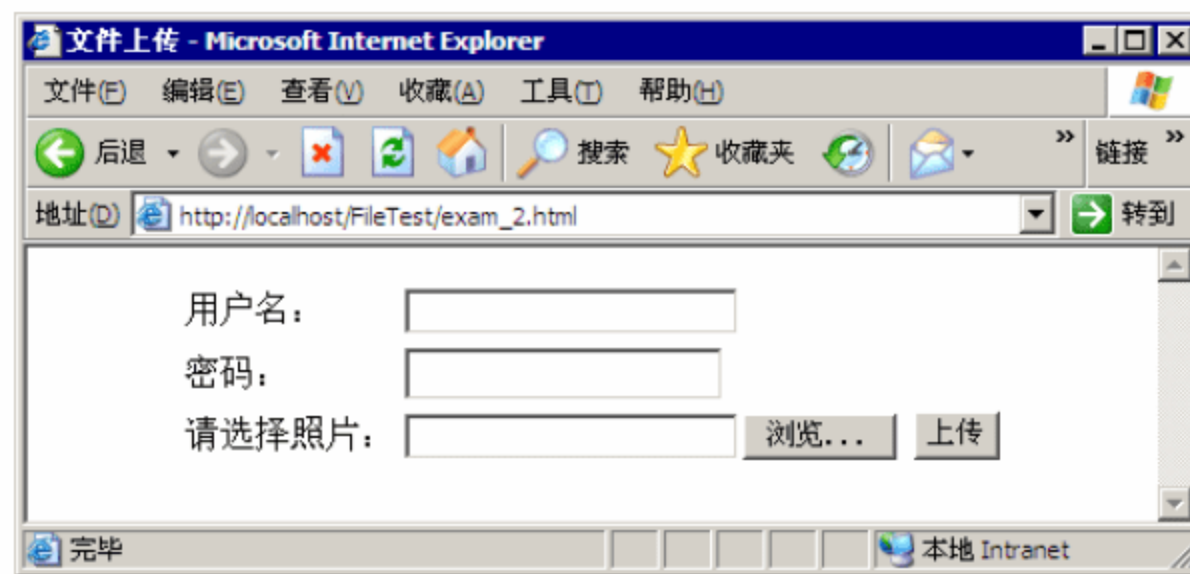 文件上传 - Microsoft Internet Explorer
文件(F) 编辑(E) 查看(V) 收藏(A) 工具(T) 帮助(H)
后退 搜索 收藏夹 » 链接 »
地址(D) http://localhost/FileTest/exam_2.html 转到
用户名：
密码：
请选择照片： 浏览... 上传
完毕 本地 Intranet